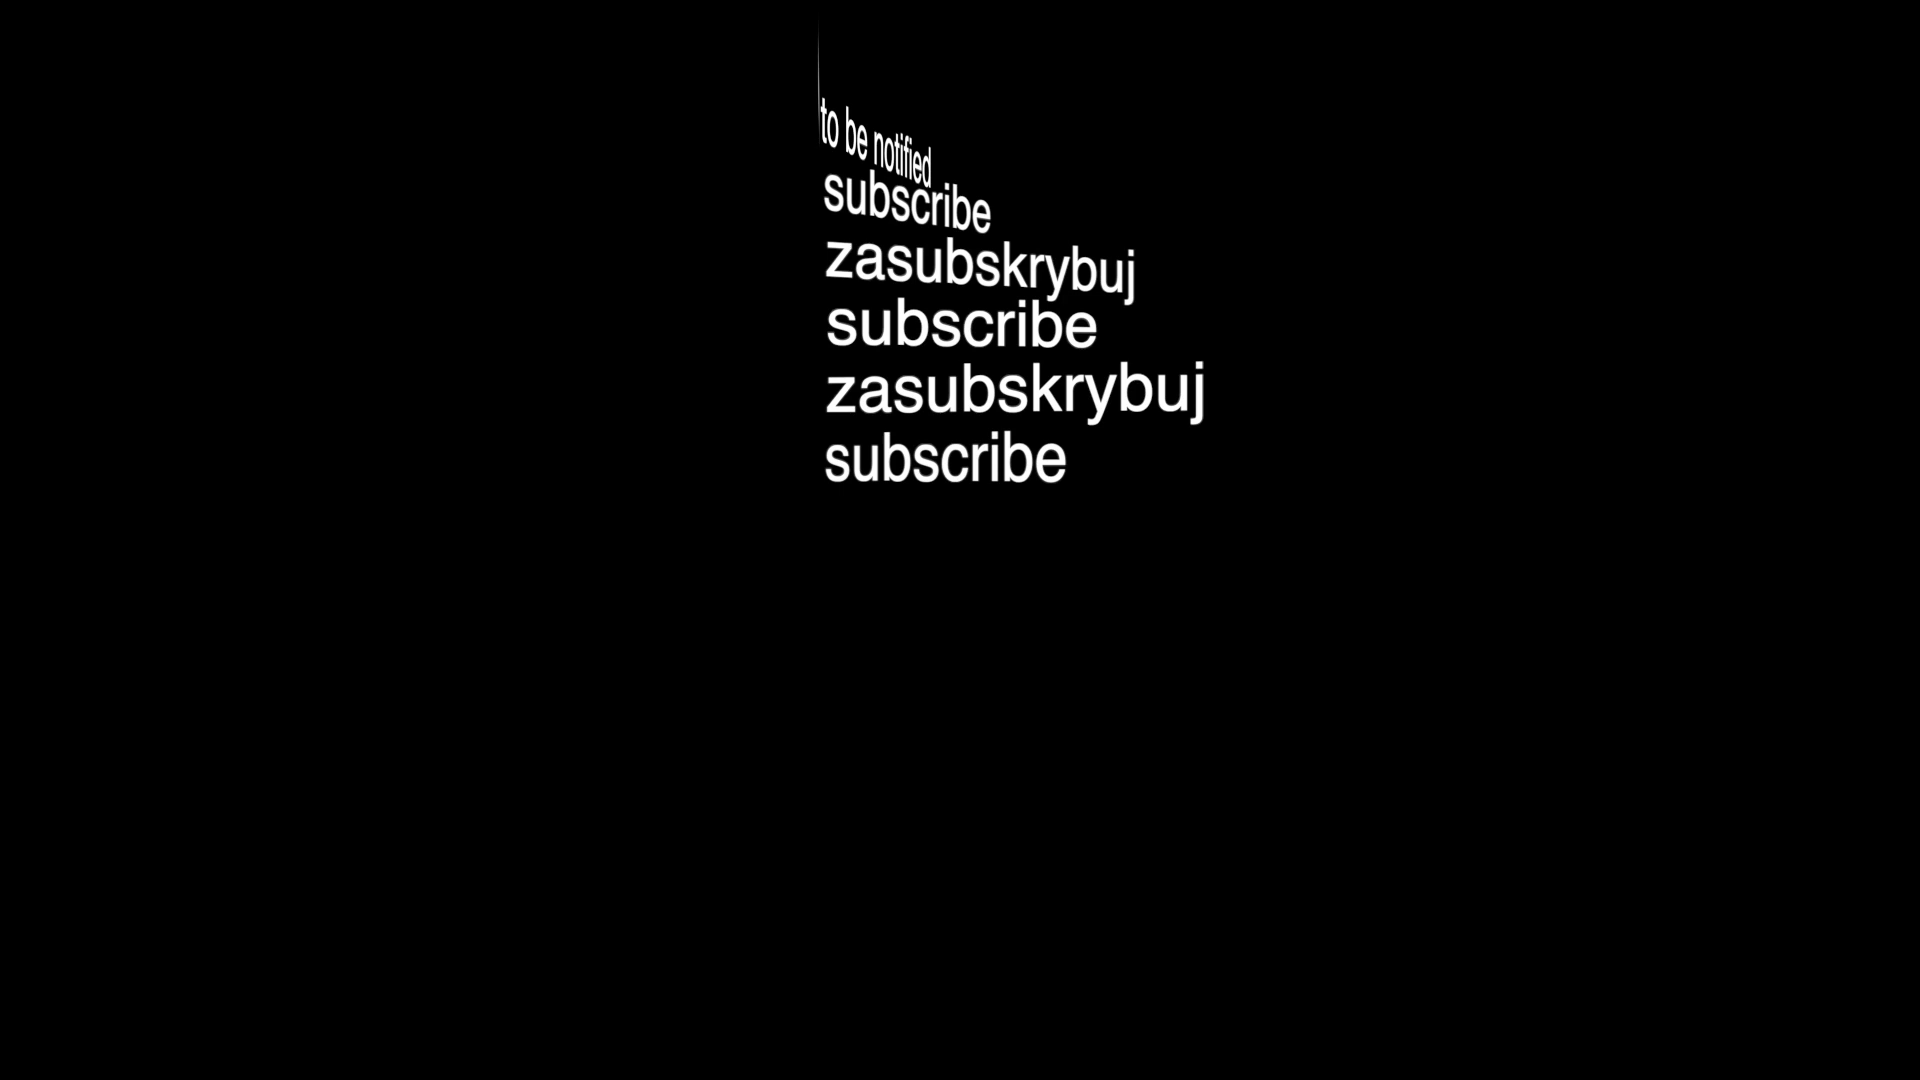 to be notified
subscribe
zasubskrybuj
subscribe
zasubskrybuj
subscribe